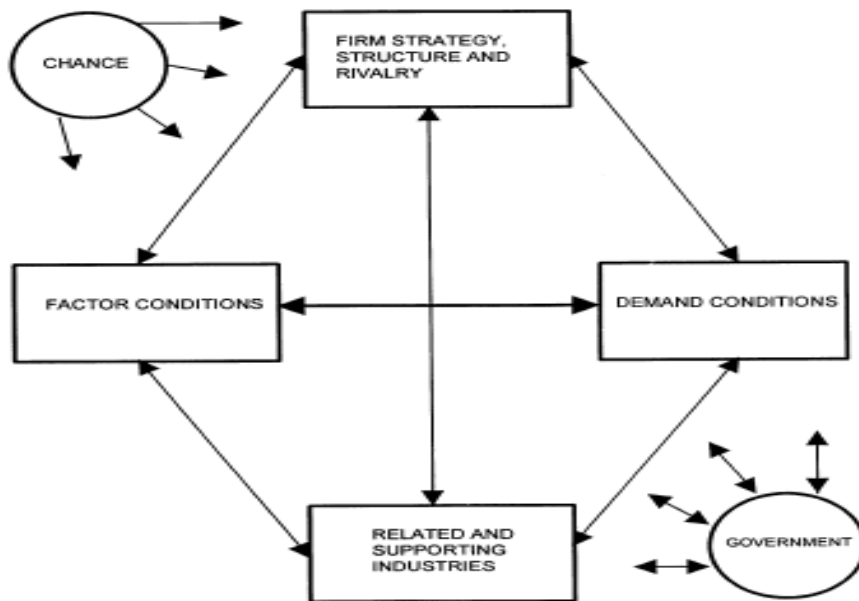 CHANCE
FIRM STRATEGY,
STRUCTURE AND
RIVALRY
FACTOR CONDITIONS
DEMAND CONDITIONS
RELATED AND
SUPPORTING
INDUSTRIES
GOVERNMENT